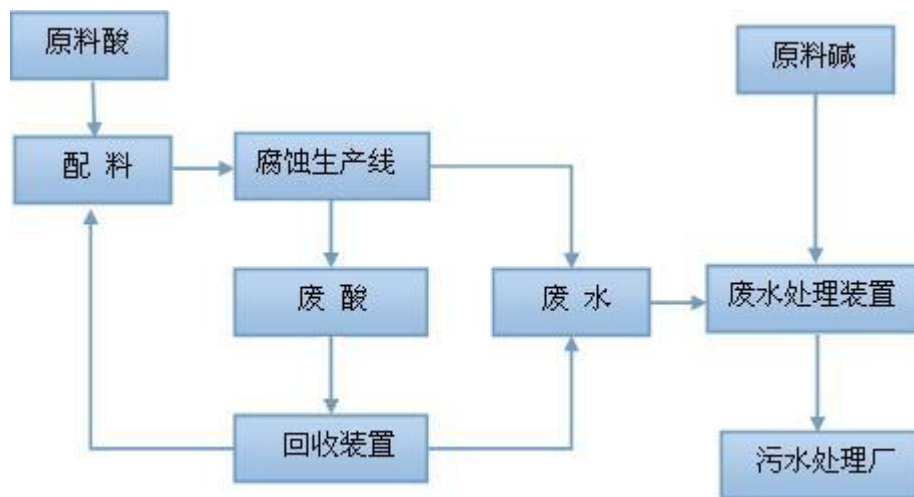 原料酸
原料碱
配 料
腐蚀生产线
废 酸
废 水
废水处理装置
回收装置
污水处理厂